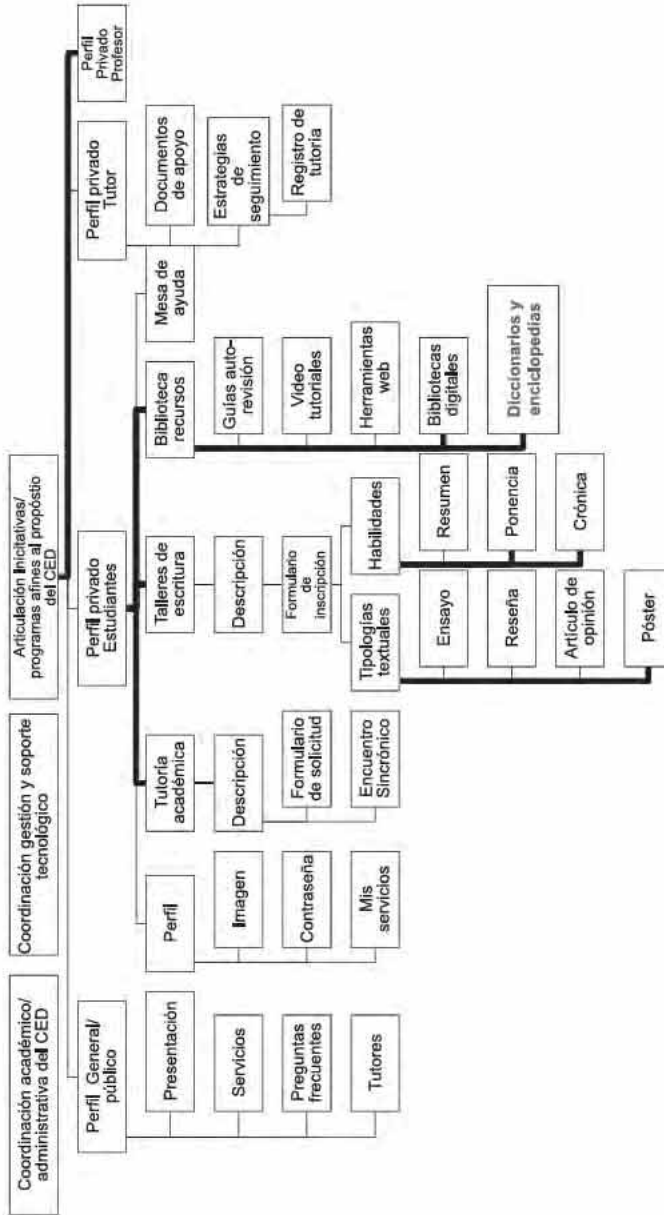 Coordinación académico/
administrativa del CED
Coordinación gestión y soporte
tecnológico
Articulación Inicitativas/
programas afines al propóstio
del CED
Perfil General/
público
Presentación
Servicios
Preguntas
frecuentes
Tutores
Perfil privado
Estudiantes
Perfil
Imagen
Contraseña
Mis
servicios
Tutoría
académica
Descripción
Formulario
de solicitud
Encuentro
Sincrónico
Talleres de
escritura
Descripción
Formulario
de
inscripción
Tipologías
textuales
Ensayo
Reseña
Artículo de
opinión
Póster
Habilidades
Resumen
Ponencia
Crónica
Biblioteca
recursos
Guías auto–
revisión
Video
tutoriales
Herramientas
web
Bibliotecas
digitales
Diccionarios y
enciclopedias
Mesa de
ayuda
Perfil privado
Tutor
Documentos
de apoyo
Estrategias
de
seguimiento
Registro de
tutoria
Perfil
Privado
Profesor